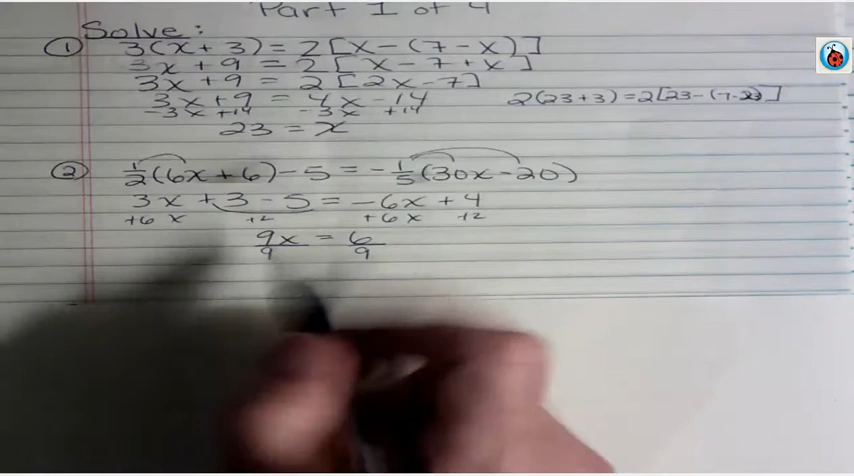 Part 1 of 4
Solve:
① 3(x + 3) = 2[x - (7 - x)]
3x + 9 = 2[x - 7 + x]
3x + 9 = 2[2x - 7]
3x + 9 = 4x - 14
-3x +14 -3x +14
23 = x
2(23+3) = 2[23-(7-23)]
② 1/2(6x + 6) - 5 = -1/5(30x - 20)
3x + 3 - 5 = -6x + 4
+6x +2 +6x +2
9x = 6
9 9